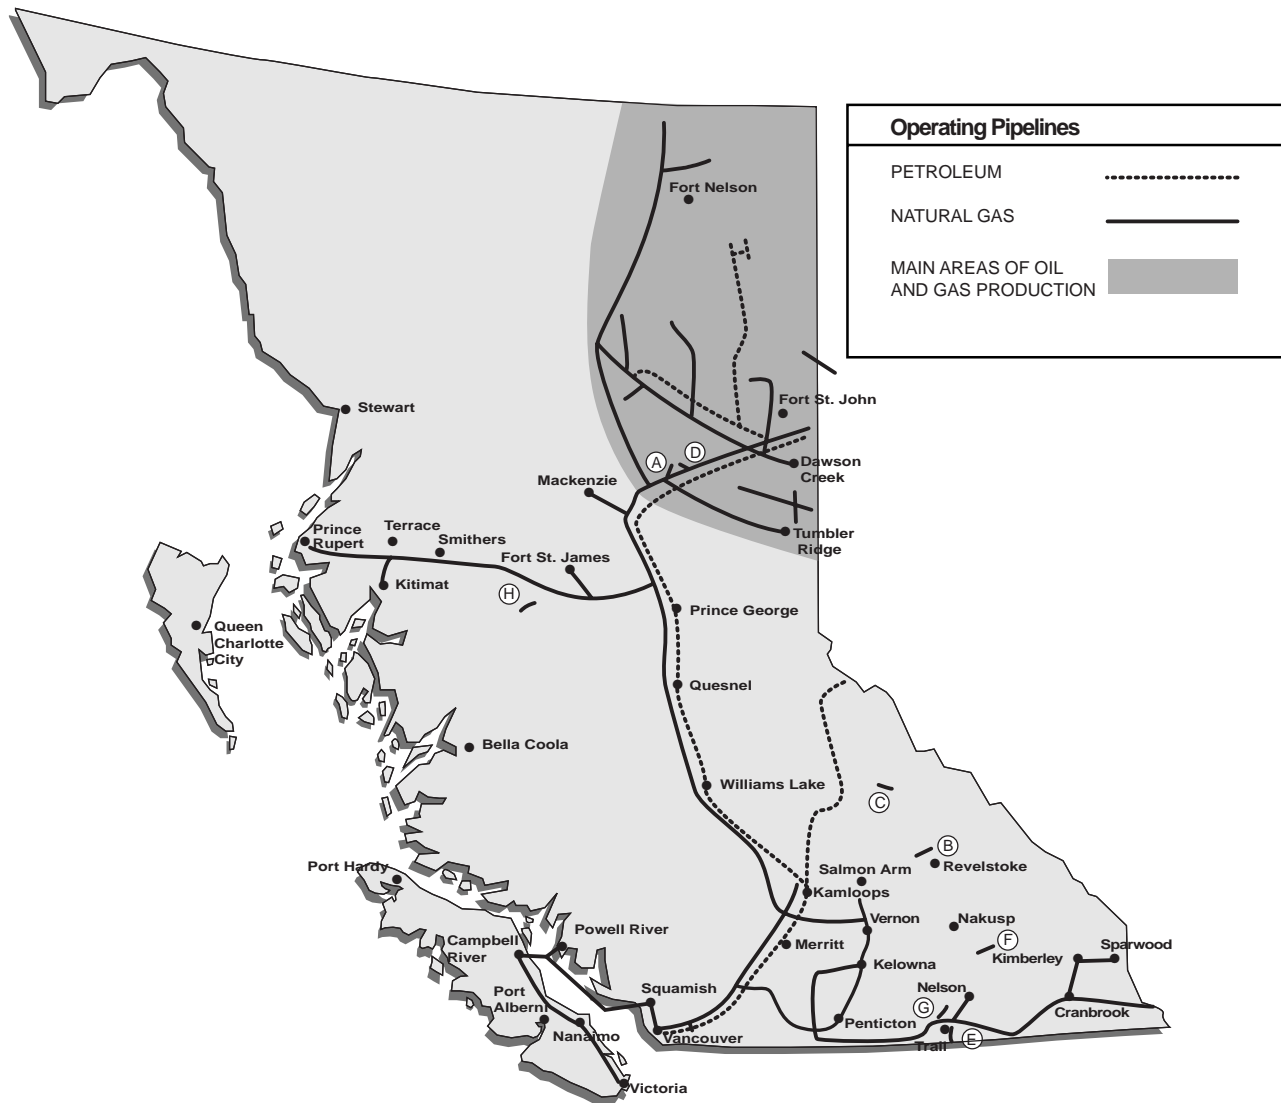 Operating Pipelines
PETROLEUM
NATURAL GAS
MAIN AREAS OF OIL
AND GAS PRODUCTION
Fort Nelson
Fort St. John
Stewart
A
D
Dawson
Creek
Mackenzie
Prince
Rupert
Terrace
Smithers
Fort St. James
Tumbler
Ridge
Kitimat
H
Prince George
Queen
Charlotte
City
Quesnel
Bella Coola
Williams Lake
C
B
Port Hardy
Salmon Arm
Revelstoke
Kamloops
Vernon
Nakusp
Powell River
Campbell
River
Merritt
F
Sparwood
Kimberley
Kelowna
Squamish
Port
Alberni
Nelson
G
Cranbrook
Penticton
Nanaimo
Vancouver
Trail
E
Victoria